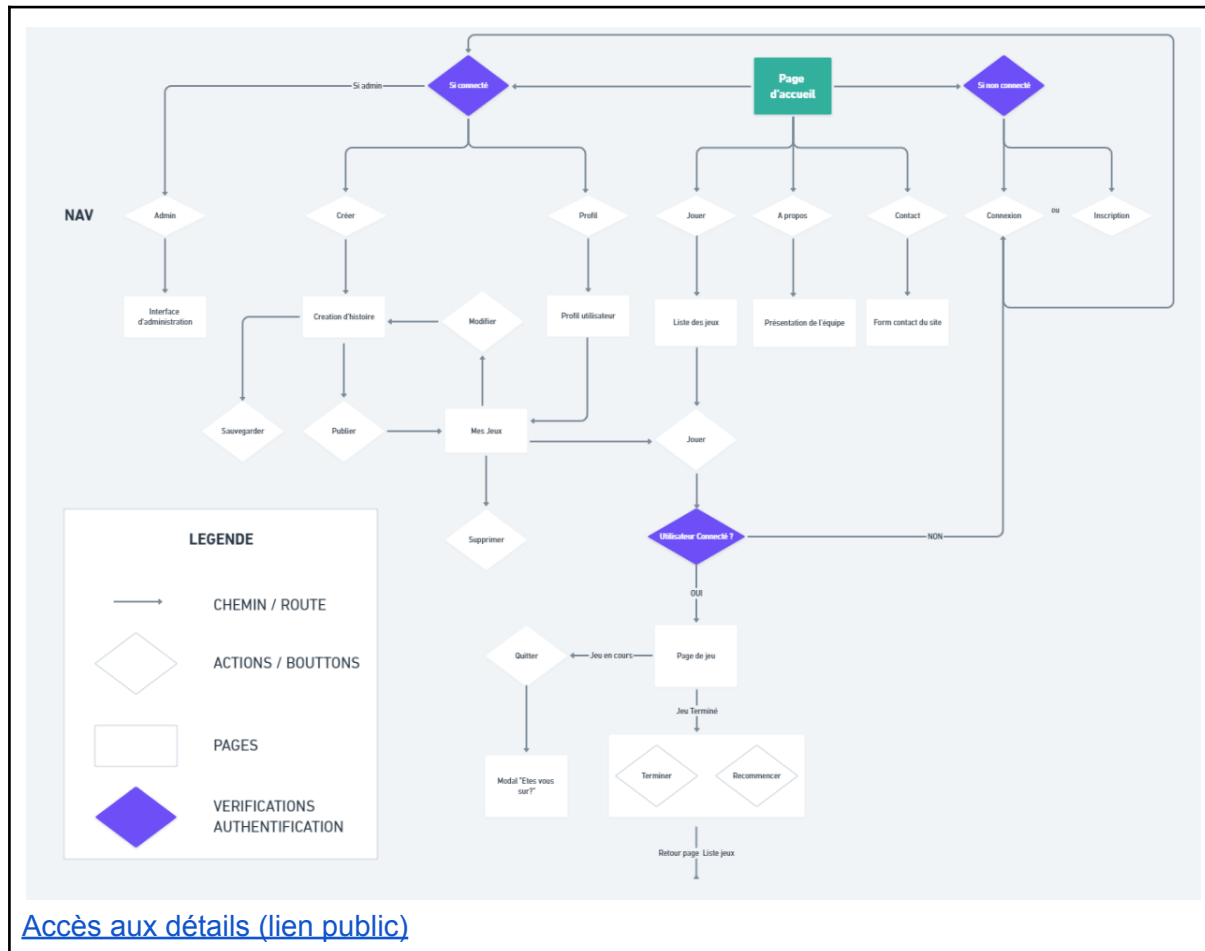 Si admin
Si connecté
Page
d'accueil
Si non connecté
NAV
Admin
Créer
Profil
Jouer
A propos
Contact
Connexion
ou
Inscription
Interface
d'administration
Creation d'histoire
Modifier
Profil utilisateur
Liste des jeux
Présentation de l'équipe
Form contact du site
Sauvegarder
Publier
Mes Jeux
Jouer
Supprimer
Utilisateur Connecté ?
NON
OUI
Quitter
Jeu en cours
Page de jeu
Jeu Terminé
Modal "Etes vous
sur?"
Terminer
Recommencer
Retour page Liste jeux
LEGENDE
CHEMIN / ROUTE
ACTIONS / BOUTTONS
PAGES
VERIFICATIONS
AUTHENTIFICATION
Accès aux détails (lien public)